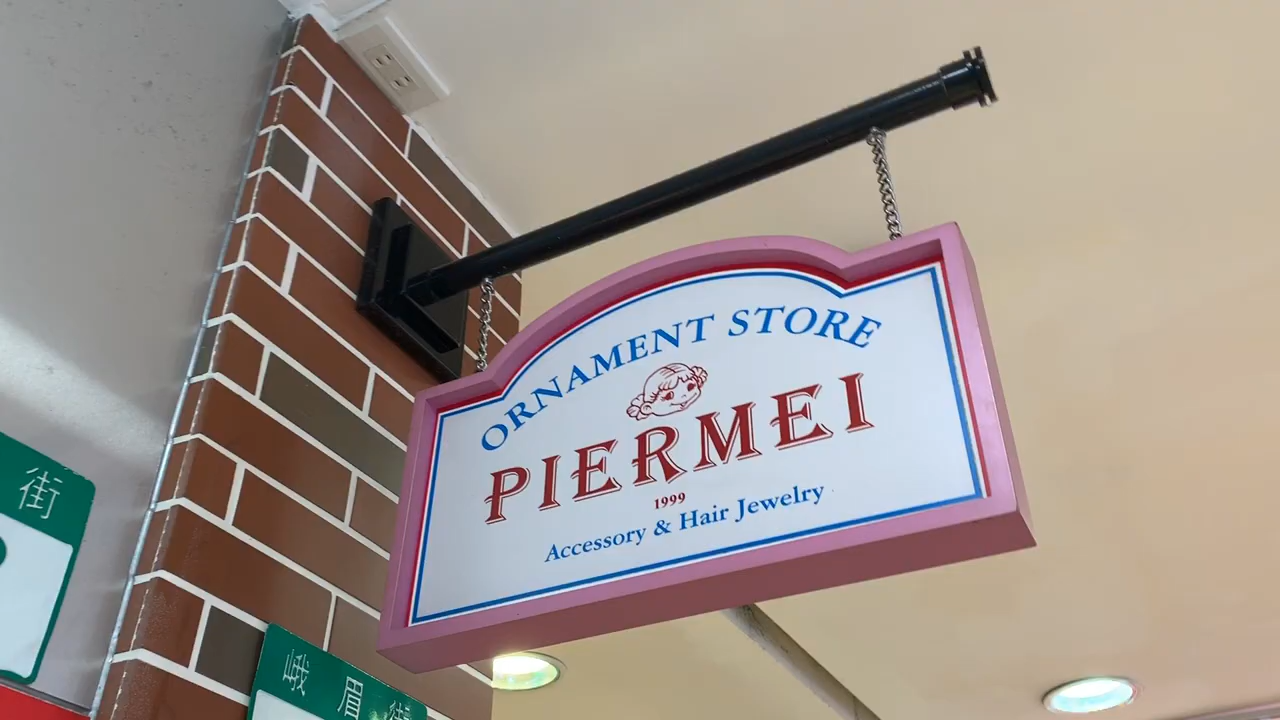 ORNAMENT STORE
PIERMEI
1999
Accessory & Hair Jewelry
街
峨眉街